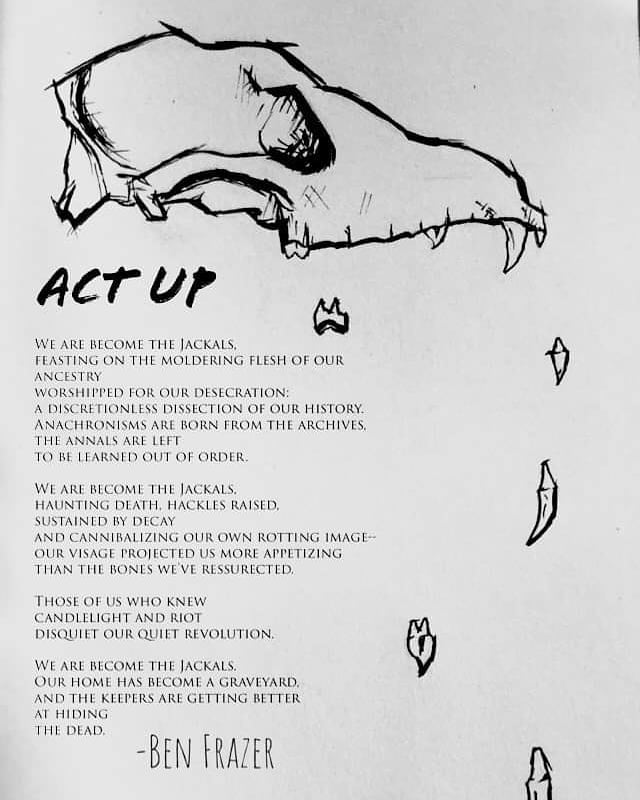 ACT UP
We are become the Jackals,
feasting on the moldering flesh of our
ancestry
worshipped for our desecration:
a discretionless dissection of our history.
Anachronisms are born from the archives,
the annals are left
to be learned out of order.
We are become the Jackals,
haunting death, hackles raised,
sustained by decay
and cannibalizing our own rotting image--
our visage projected us more appetizing
than the bones we've ressurected.
Those of us who knew
candlelight and riot
disquiet our quiet revolution.
We are become the Jackals.
Our home has become a graveyard,
and the keepers are getting better
at hiding
the dead.
-Ben Frazer